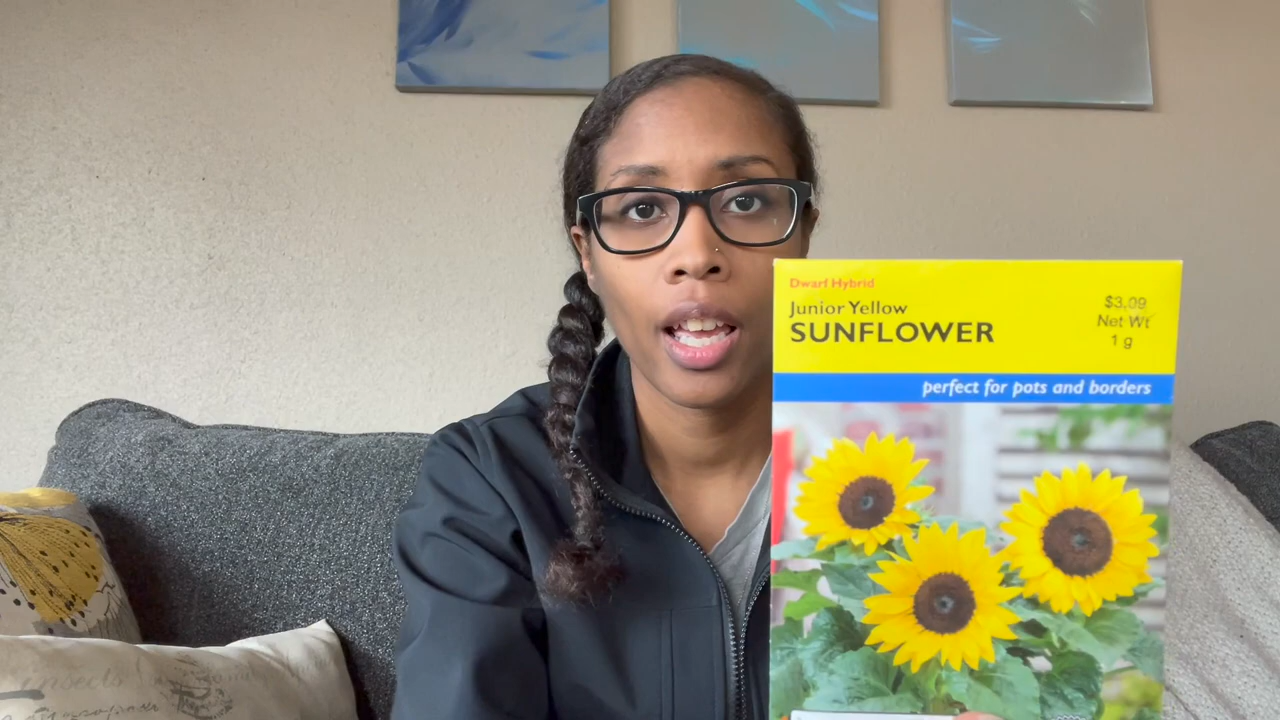 Dwarf Hybrid
Junior Yellow
SUNFLOWER
$3.09
Net Wt
1 g
perfect for pots and borders